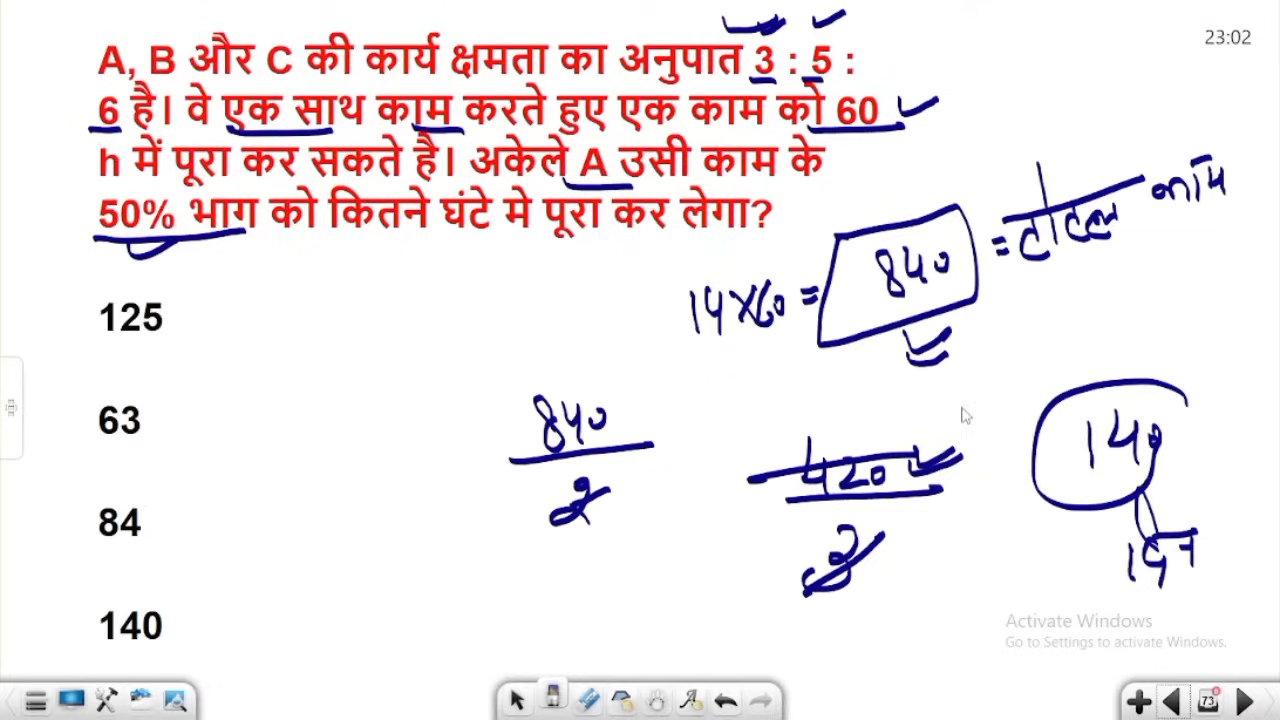 23:02
A, B और C की कार्य क्षमता का अनुपात 3 : 5 :
6 है। वे एक साथ काम करते हुए एक काम को 60
h में पूरा कर सकते है। अकेले A उसी काम के
50% भाग को कितने घंटे मे पूरा कर लेगा?
14×60 = 840 = टोटल
125
63
84
140
840
2
420
3
140
Activate Windows
Go to Settings to activate Windows.
73